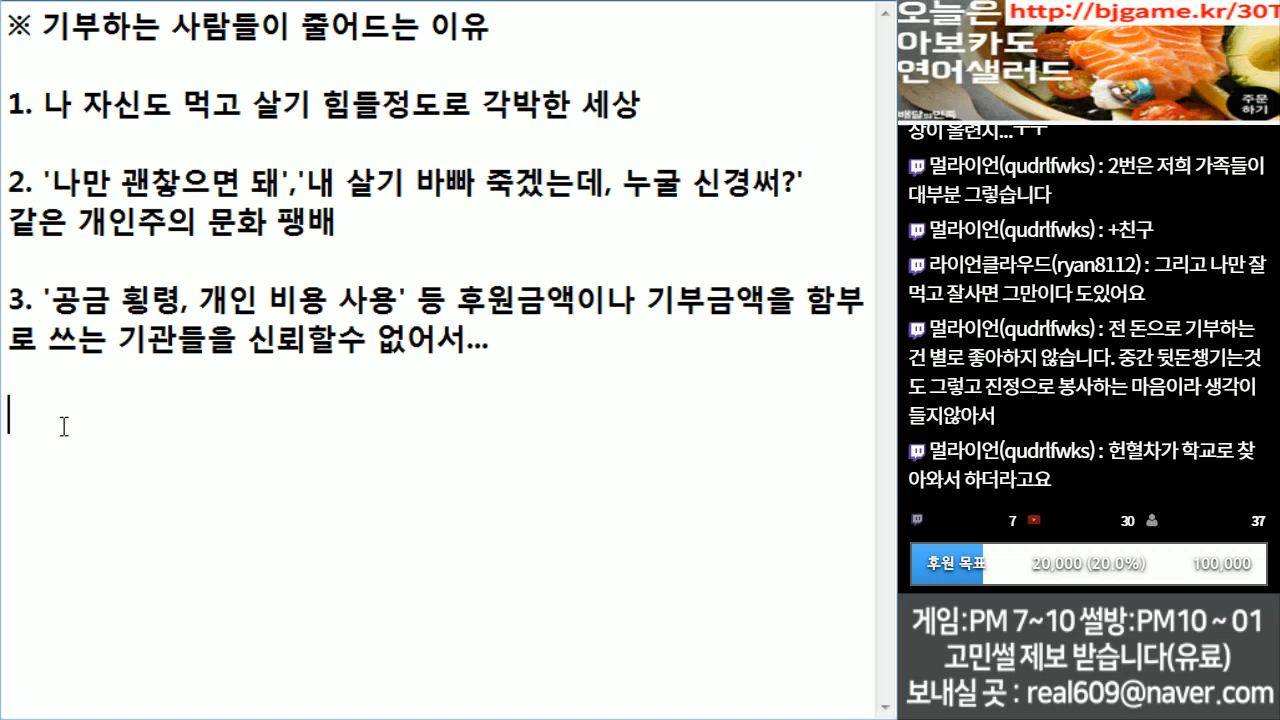 ※ 기부하는 사람들이 줄어드는 이유
1. 나 자신도 먹고 살기 힘들정도로 각박한 세상
2. '나만 괜찮으면 돼','내 살기 바빠 죽겠는데, 누굴 신경써?'
같은 개인주의 문화 팽배
3. '공금 횡령, 개인 비용 사용' 등 후원금액이나 기부금액을 함부
로 쓰는 기관들을 신뢰할수 없어서...
오늘은
http://bjgame.kr/30T
아보카도
연어샐러드
주문
하기
배달의민족
상이 올련지...ㅜㅜ
멀라이언(qudrlfwks) : 2번은 저희 가족들이
대부분 그렇습니다
멀라이언(qudrlfwks) : +친구
라이언클라우드(ryan8112) : 그리고 나만 잘
먹고 잘사면 그만이다 도있어요
멀라이언(qudrlfwks) : 전 돈으로 기부하는
건 별로 좋아하지 않습니다. 중간 뒷돈챙기는것
도 그렇고 진정으로 봉사하는 마음이라 생각이
들지않아서
멀라이언(qudrlfwks) : 헌혈차가 학교로 찾
아와서 하더라고요
7 30 37
후원 목표 20,000 (20.0%) 100,000
게임:PM 7~10 썰방:PM10 ~ 01
고민썰 제보 받습니다(유료)
보내실 곳 : real609@naver.com